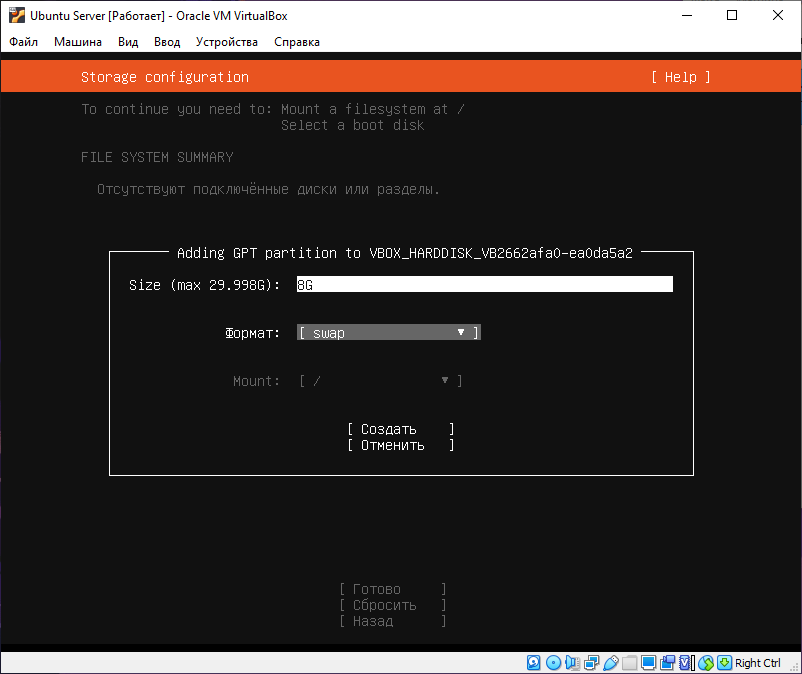 Ubuntu Server [Работает] - Oracle VM VirtualBox
Файл Машина Вид Ввод Устройства Справка
Storage configuration [ Help ]
To continue you need to: Mount a filesystem at /
Select a boot disk
FILE SYSTEM SUMMARY
Отсутствуют подключённые диски или разделы.
Adding GPT partition to VBOX_HARDDISK_VB2662afa0-ea0da5a2
Size (max 29.998G): 8G
Формат: [ swap ▼ ]
Mount: [ / ▼ ]
[ Создать ]
[ Отменить ]
[ Готово ]
[ Сбросить ]
[ Назад ]
Right Ctrl